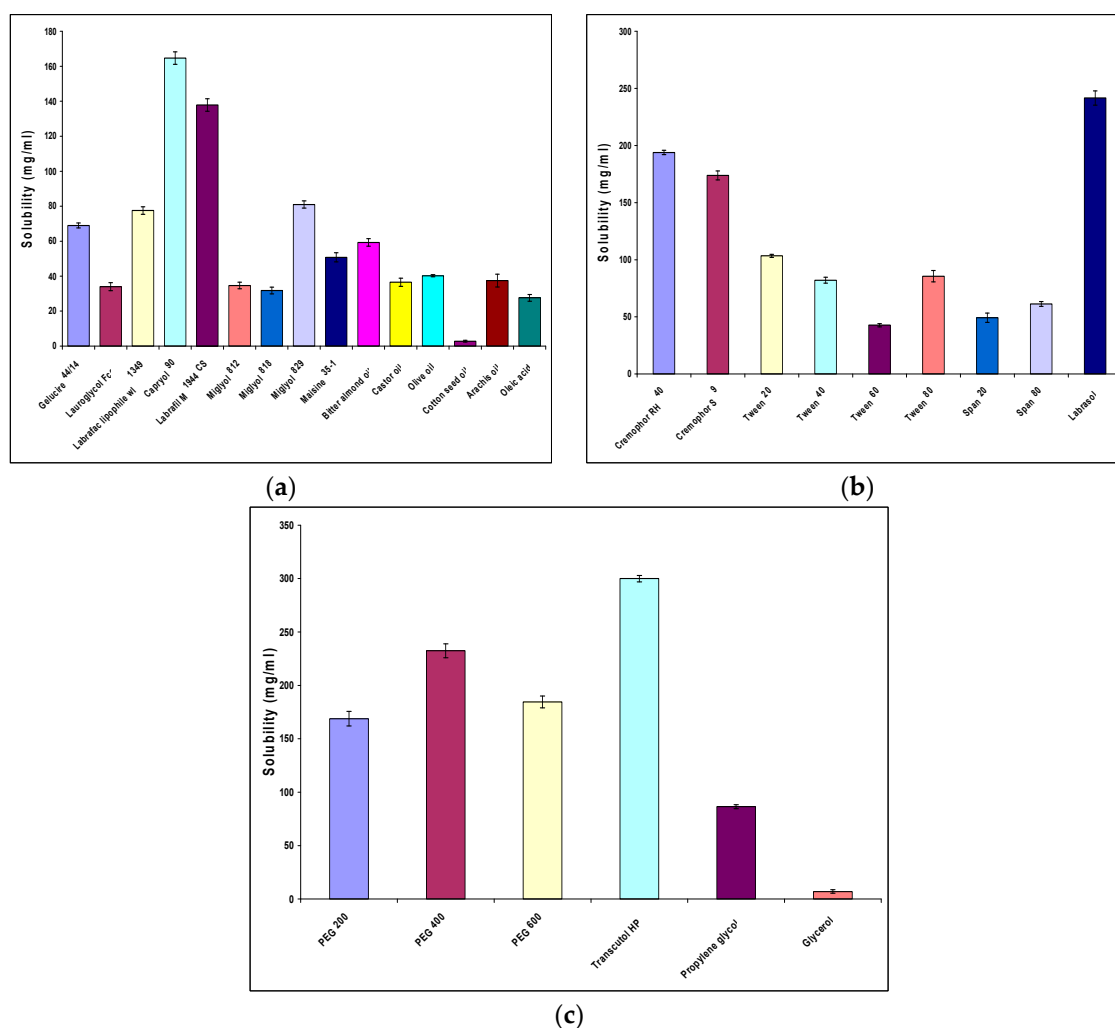 Solubility (mg/ml)
180
160
140
120
100
80
60
40
20
0
Gelucire 44/14
Lauroglycol Fcc
Labrafac lipophile wl 1349
Capryol 90
Labrafil M 1944 CS
Miglyol 812
Miglyol 818
Miglyol 829
Maisine 35-1
Bitter almond oil
Castor oil
Olive oil
Cotton seed oil
Arachis oil
Oleic acid
(a)
Solubility (mg/ml)
300
250
200
150
100
50
0
Cremophor RH 40
Cremophor S 9
Tween 20
Tween 40
Tween 60
Tween 80
Span 20
Span 80
Labrasol
(b)
Solubility (mg/ml)
350
300
250
200
150
100
50
0
PEG 200
PEG 400
PEG 600
Transcutol HP
Propylene glycol
Glycerol
(c)